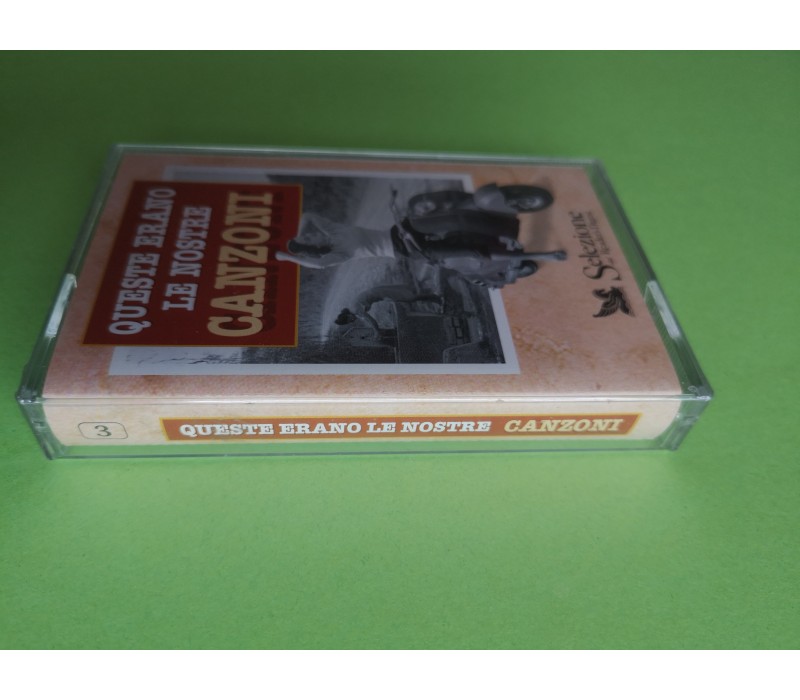 QUESTE ERANO
LE NOSTRE
CANZONI
Selezione
3
QUESTE ERANO LE NOSTRE CANZONI